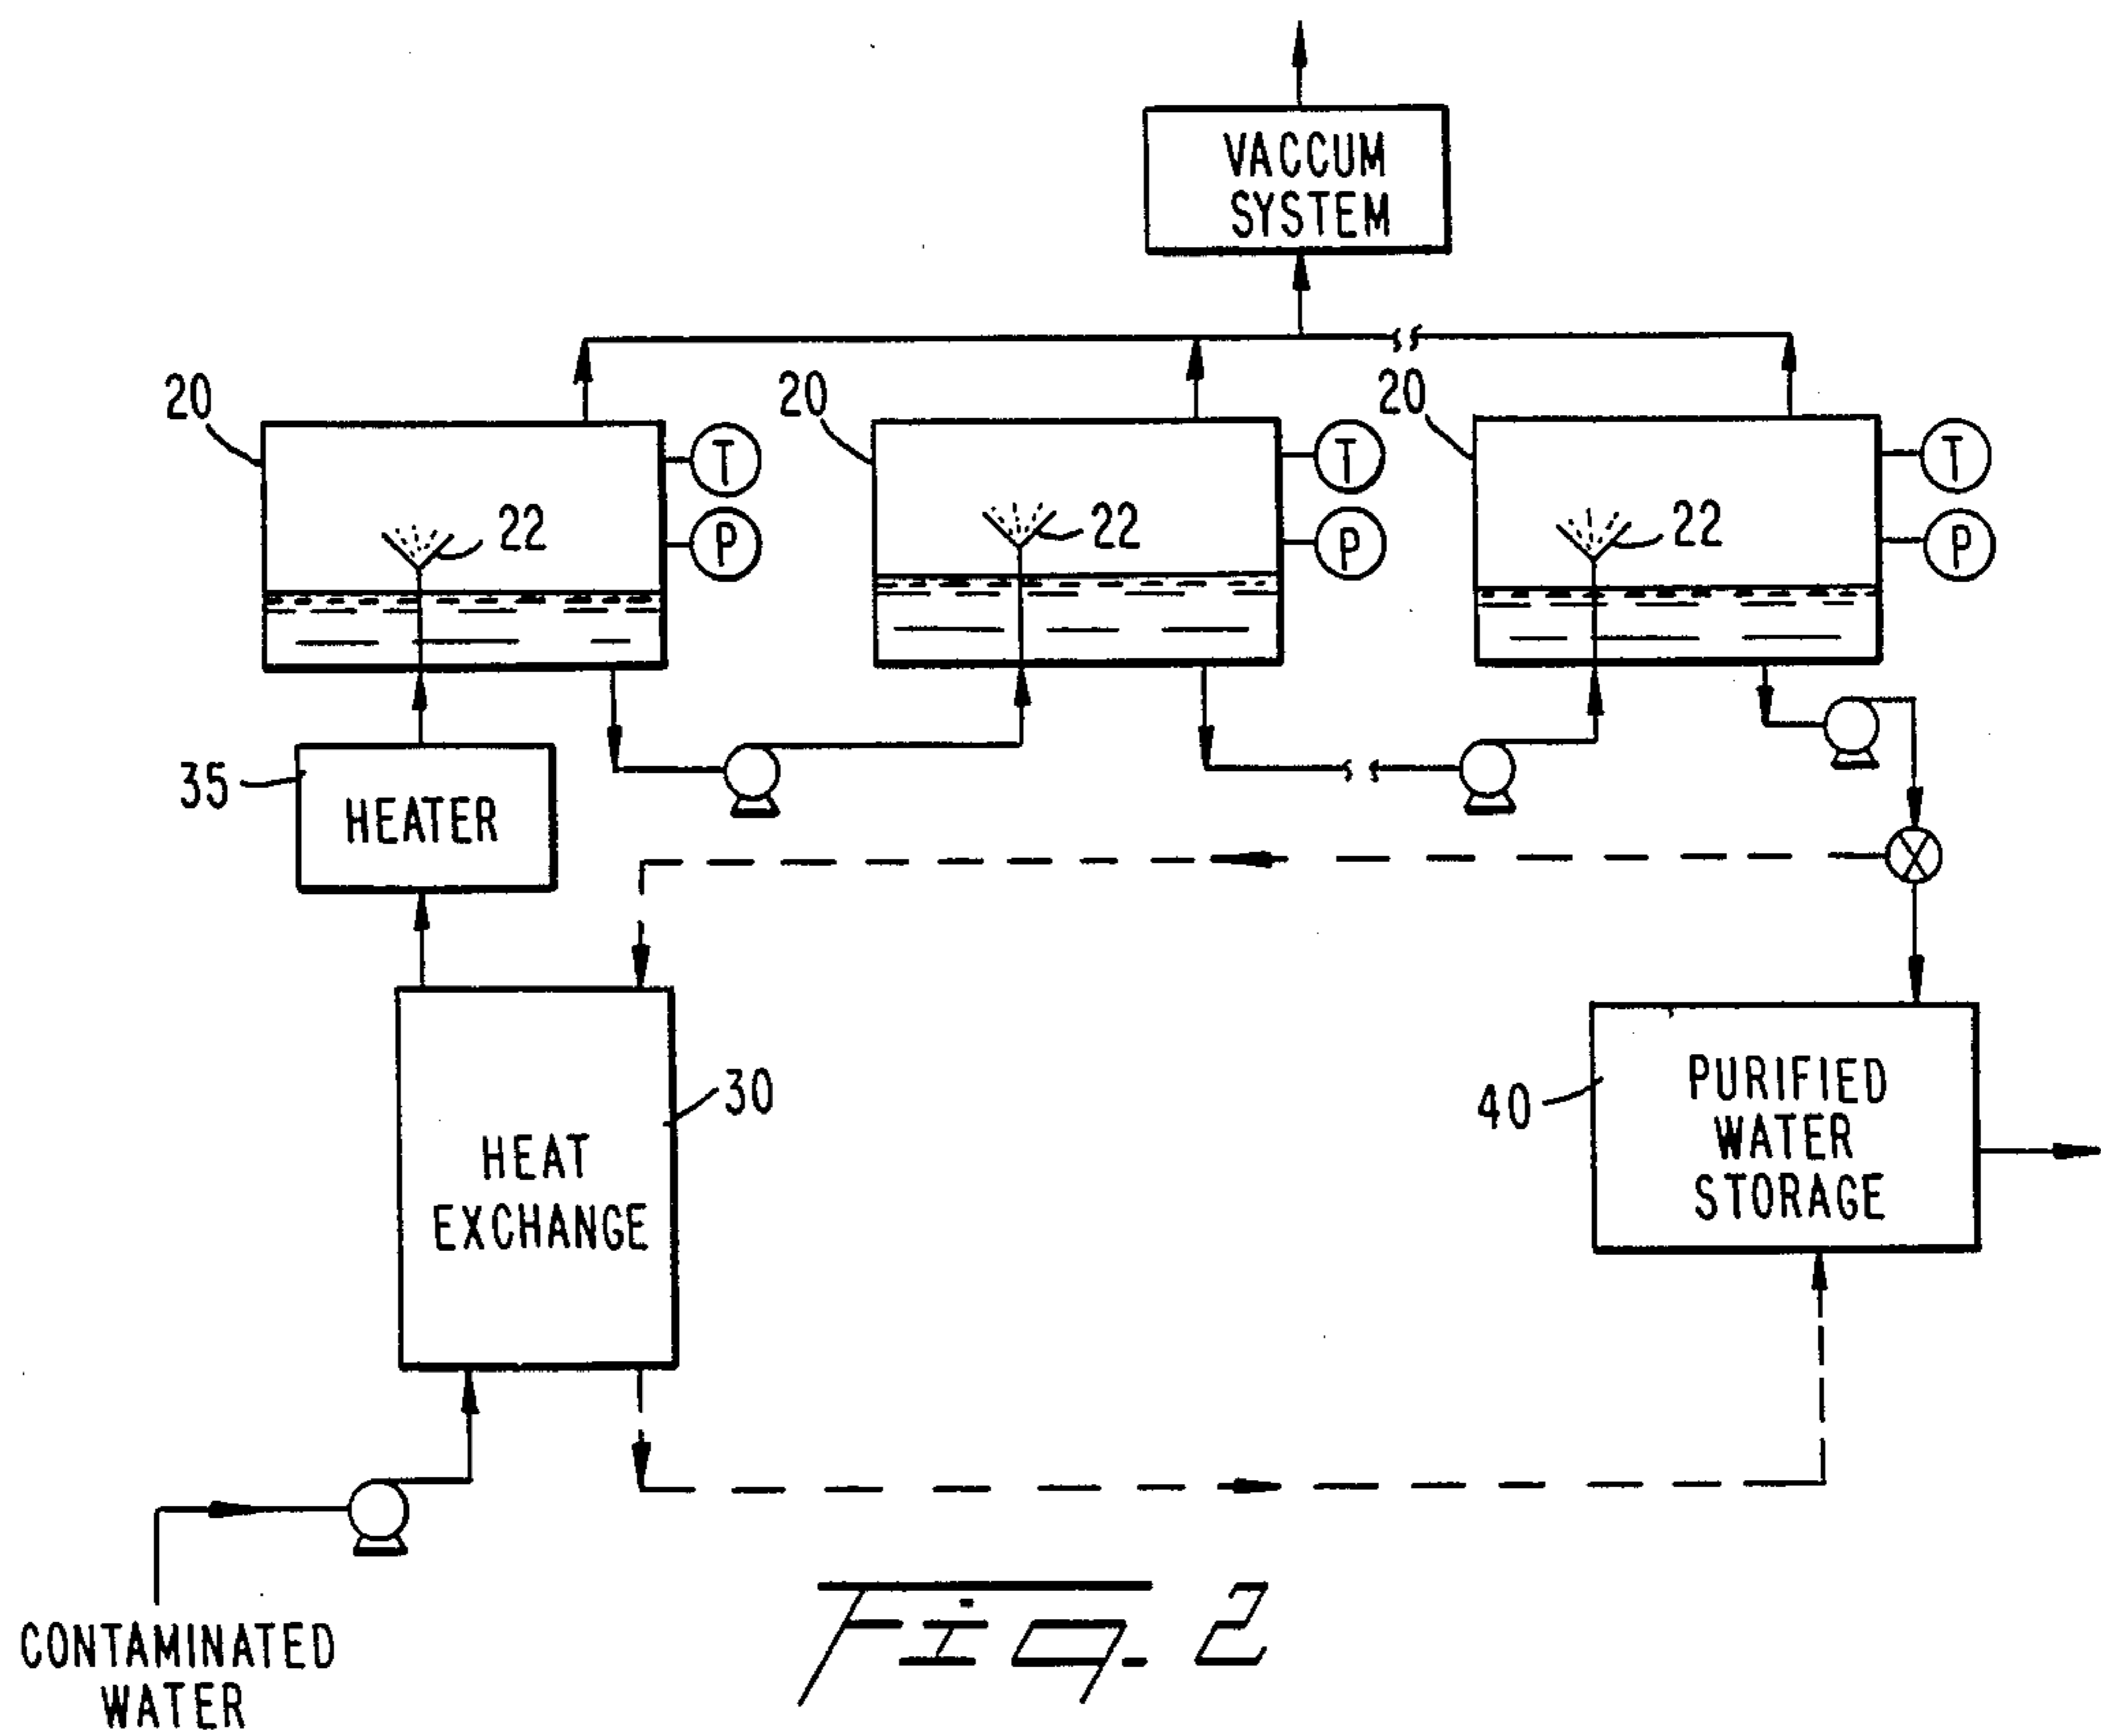 VACCUM
SYSTEM
20
20
20
T
T
T
22
22
22
P
P
P
35
HEATER
30
HEAT
EXCHANGE
40
PURIFIED
WATER
STORAGE
CONTAMINATED
WATER
Fig. 2